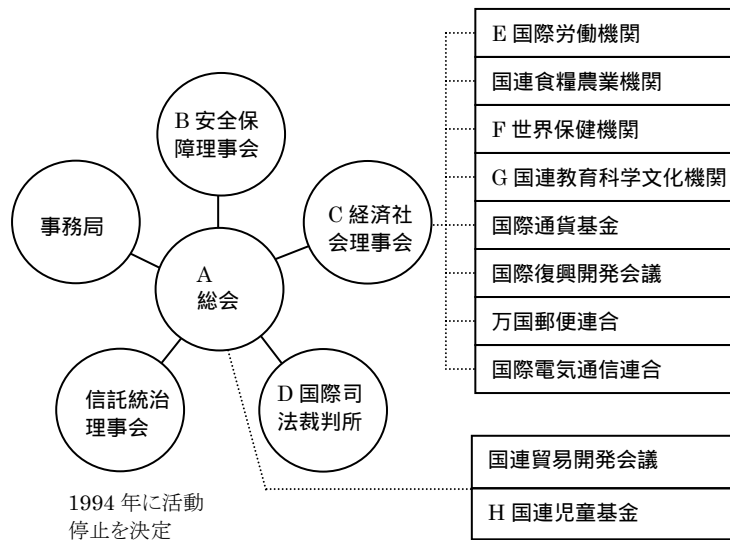 B 安全保
障理事会
事務局
C 経済社
会理事会
A
総会
信託統治
理事会
D 国際司
法裁判所
1994 年に活動
停止を決定
E 国際労働機関
国連食糧農業機関
F 世界保健機関
G 国連教育科学文化機関
国際通貨基金
国際復興開発会議
万国郵便連合
国際電気通信連合
国連貿易開発会議
H 国連児童基金